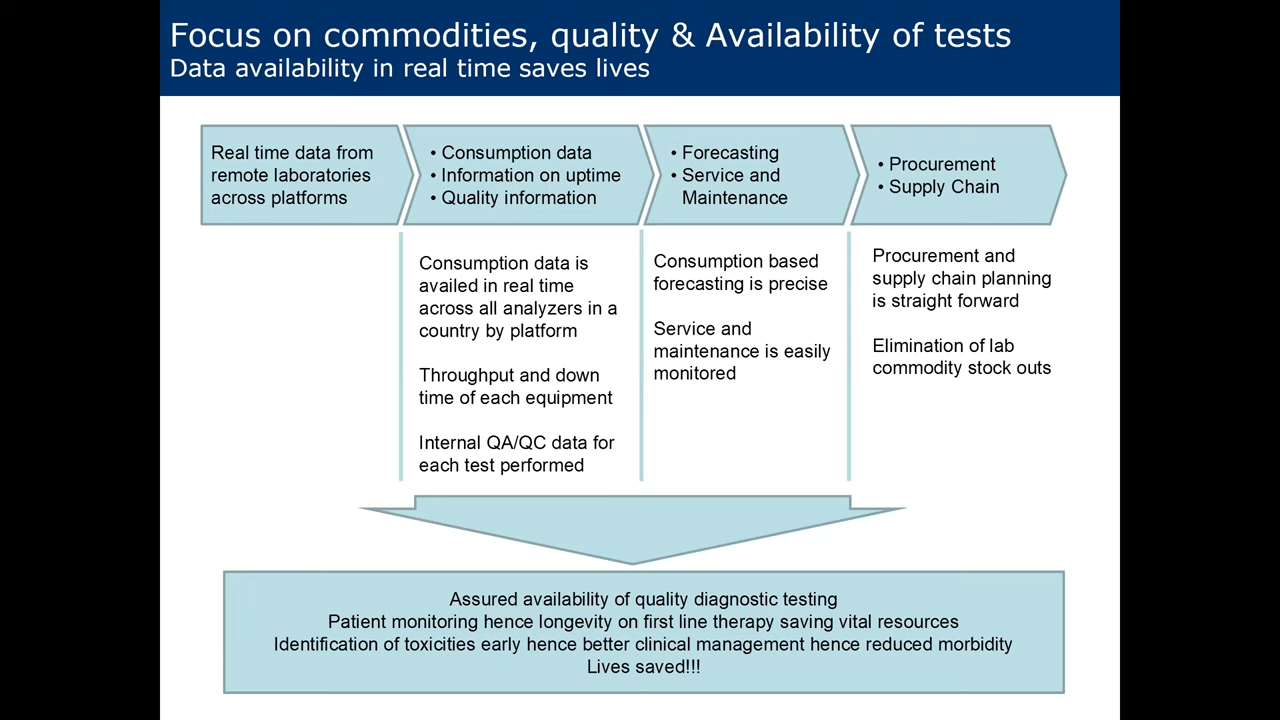 Focus on commodities, quality & Availability of tests
Data availability in real time saves lives
Real time data from
remote laboratories
across platforms
• Consumption data
• Information on uptime
• Quality information
• Forecasting
• Service and
Maintenance
• Procurement
• Supply Chain
Consumption data is
availed in real time
across all analyzers in a
country by platform
Throughput and down
time of each equipment
Internal QA/QC data for
each test performed
Consumption based
forecasting is precise
Service and
maintenance is easily
monitored
Procurement and
supply chain planning
is straight forward
Elimination of lab
commodity stock outs
Assured availability of quality diagnostic testing
Patient monitoring hence longevity on first line therapy saving vital resources
Identification of toxicities early hence better clinical management hence reduced morbidity
Lives saved!!!